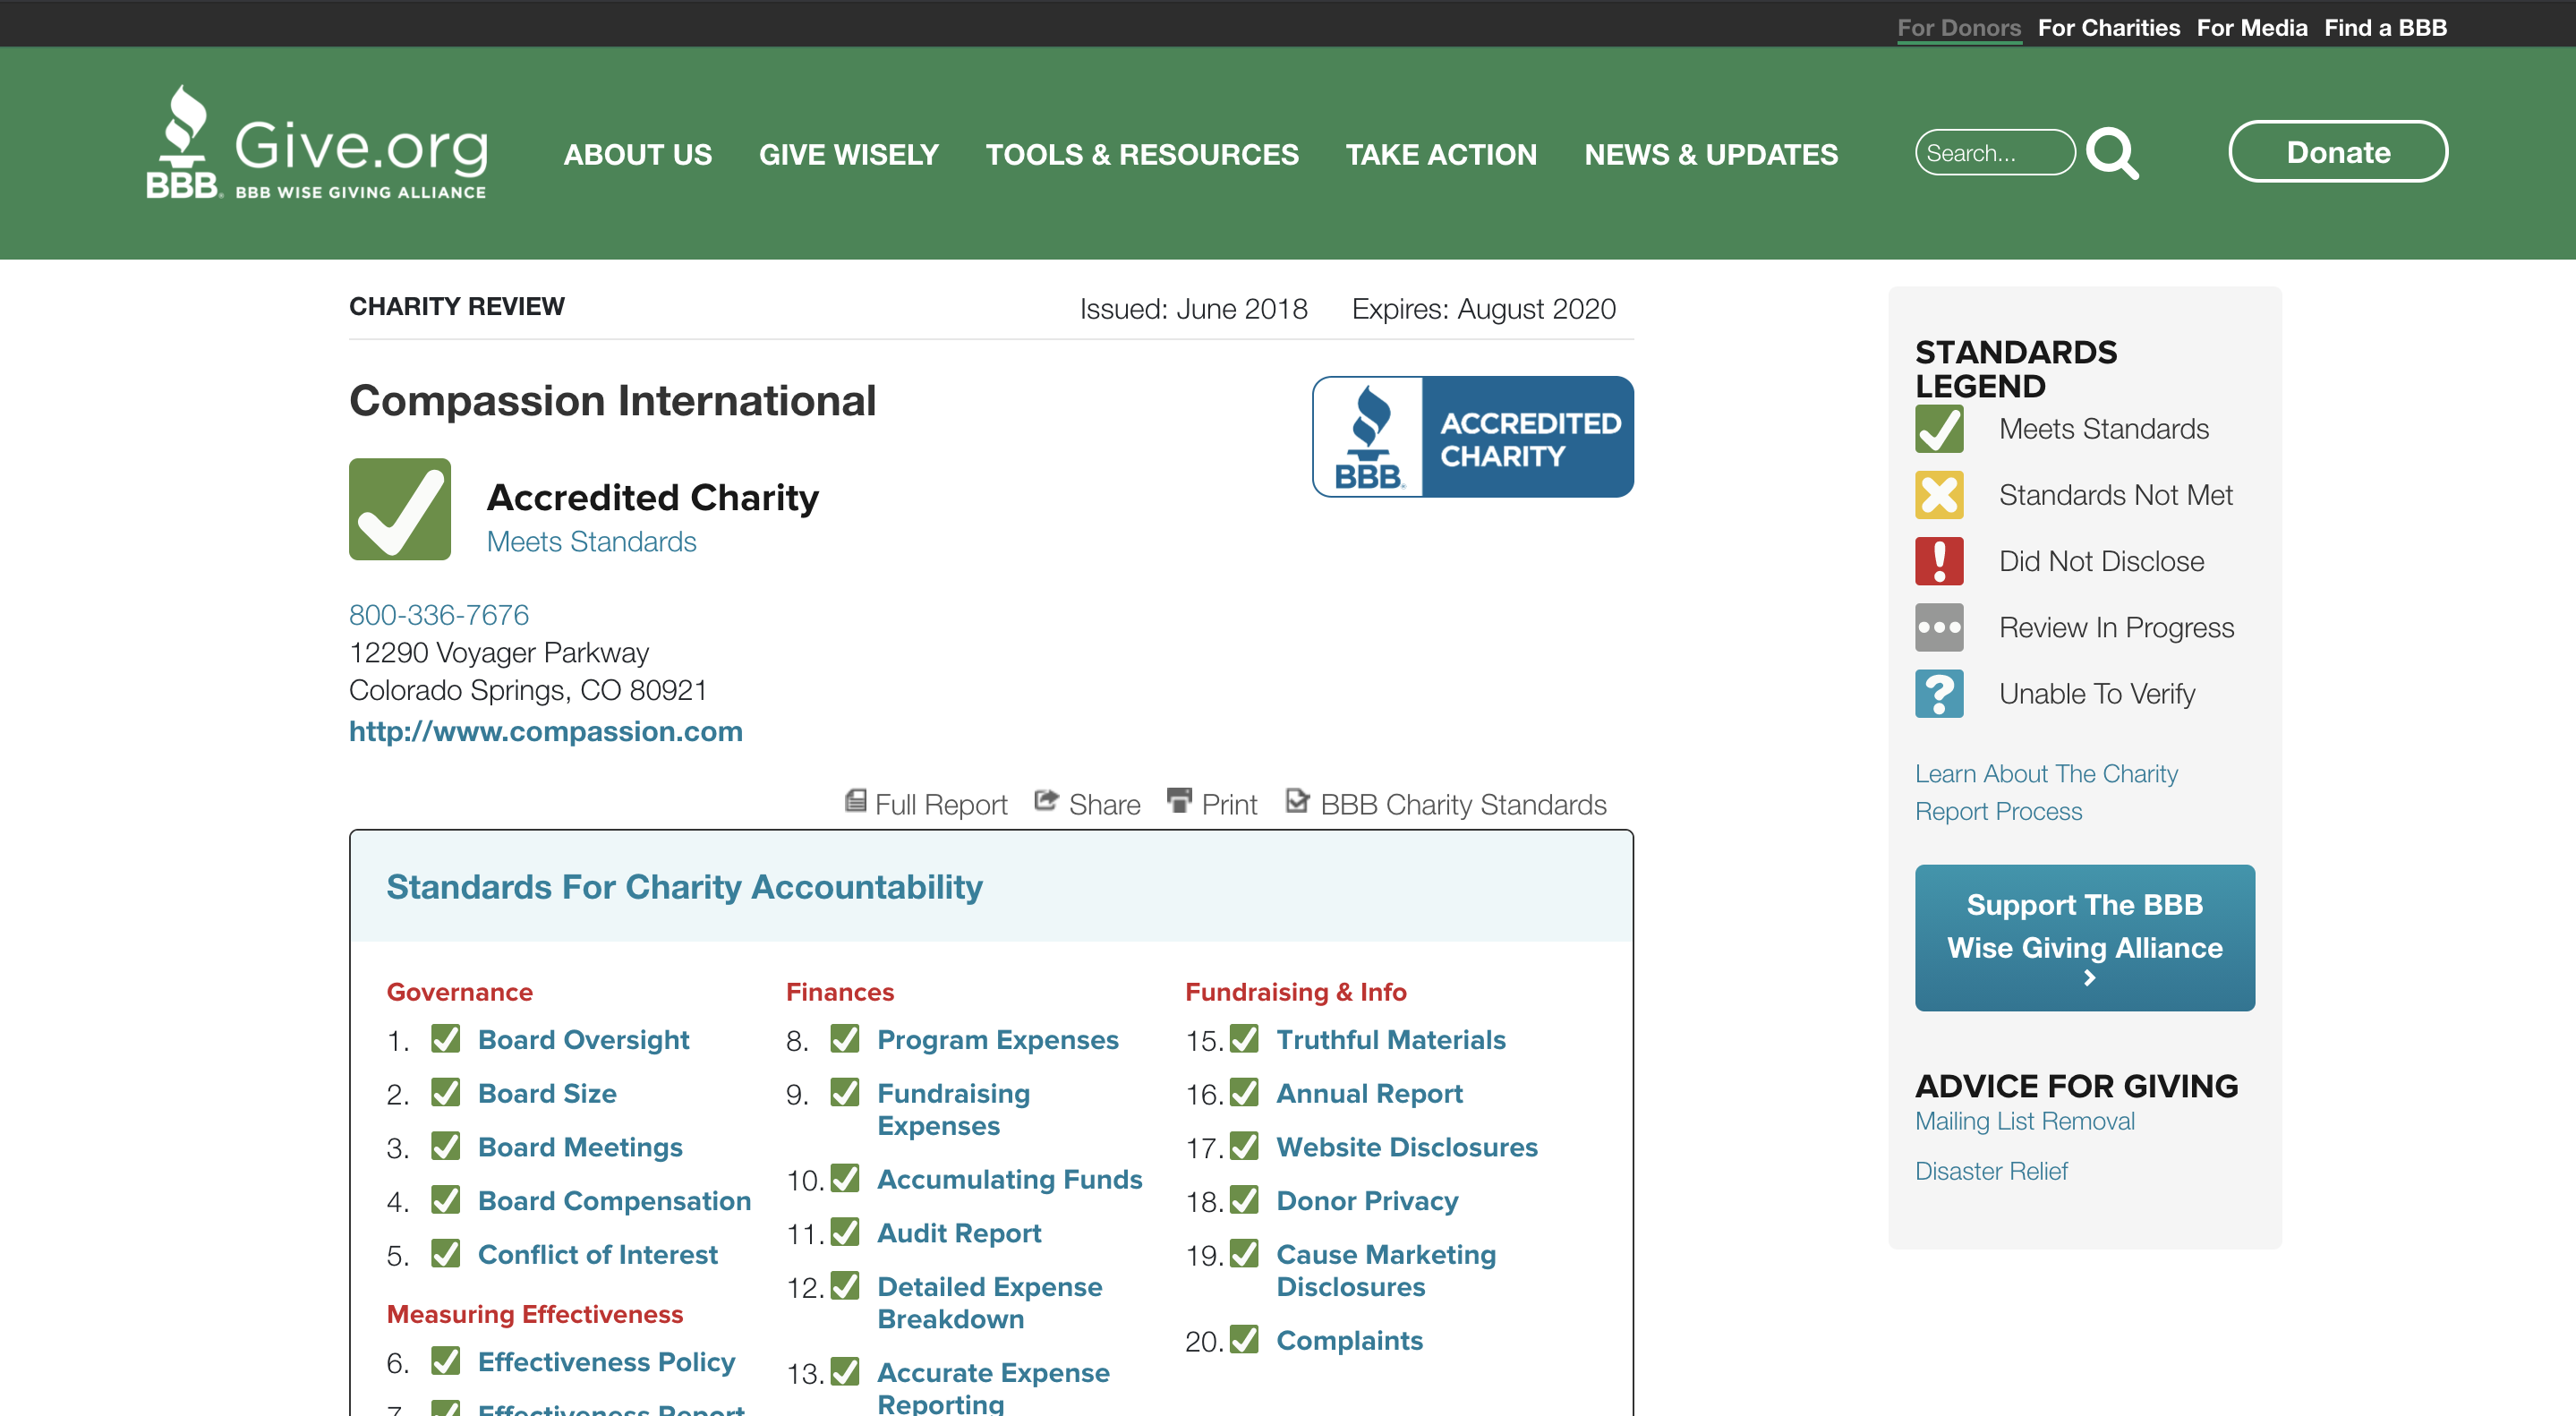 For Donors For Charities For Media Find a BBB
BBB. Give.org
BBB WISE GIVING ALLIANCE
ABOUT US GIVE WISELY TOOLS & RESOURCES TAKE ACTION NEWS & UPDATES
Search...
Donate
CHARITY REVIEW
Issued: June 2018 Expires: August 2020
Compassion International
BBB. ACCREDITED
CHARITY
Accredited Charity
Meets Standards
800-336-7676
12290 Voyager Parkway
Colorado Springs, CO 80921
http://www.compassion.com
Full Report Share Print BBB Charity Standards
Standards For Charity Accountability
Governance
1. Board Oversight
2. Board Size
3. Board Meetings
4. Board Compensation
5. Conflict of Interest
Measuring Effectiveness
6. Effectiveness Policy
7. Effectiveness Report
Finances
8. Program Expenses
9. Fundraising
Expenses
10. Accumulating Funds
11. Audit Report
12. Detailed Expense
Breakdown
13. Accurate Expense
Reporting
Fundraising & Info
15. Truthful Materials
16. Annual Report
17. Website Disclosures
18. Donor Privacy
19. Cause Marketing
Disclosures
20. Complaints
STANDARDS
LEGEND
Meets Standards
Standards Not Met
Did Not Disclose
Review In Progress
Unable To Verify
Learn About The Charity
Report Process
Support The BBB
Wise Giving Alliance
ADVICE FOR GIVING
Mailing List Removal
Disaster Relief